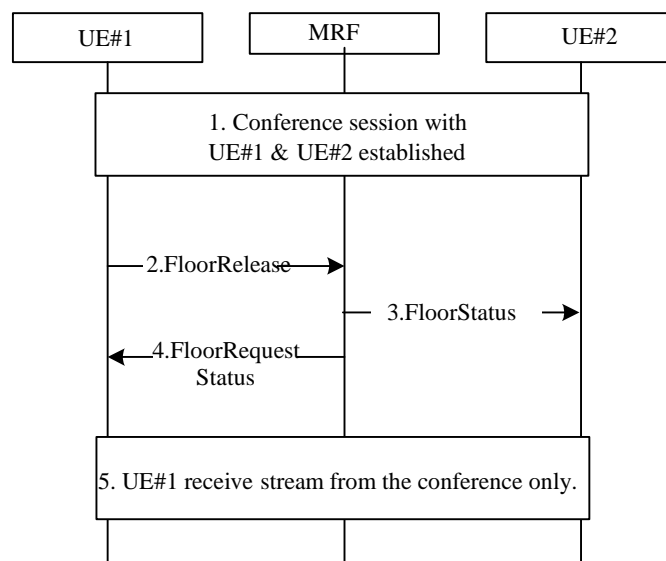 UE#1
MRF
UE#2
1. Conference session with
UE#1 & UE#2 established
2.FloorRelease
3.FloorStatus
4.FloorRequest
Status
5. UE#1 receive stream from the conference only.